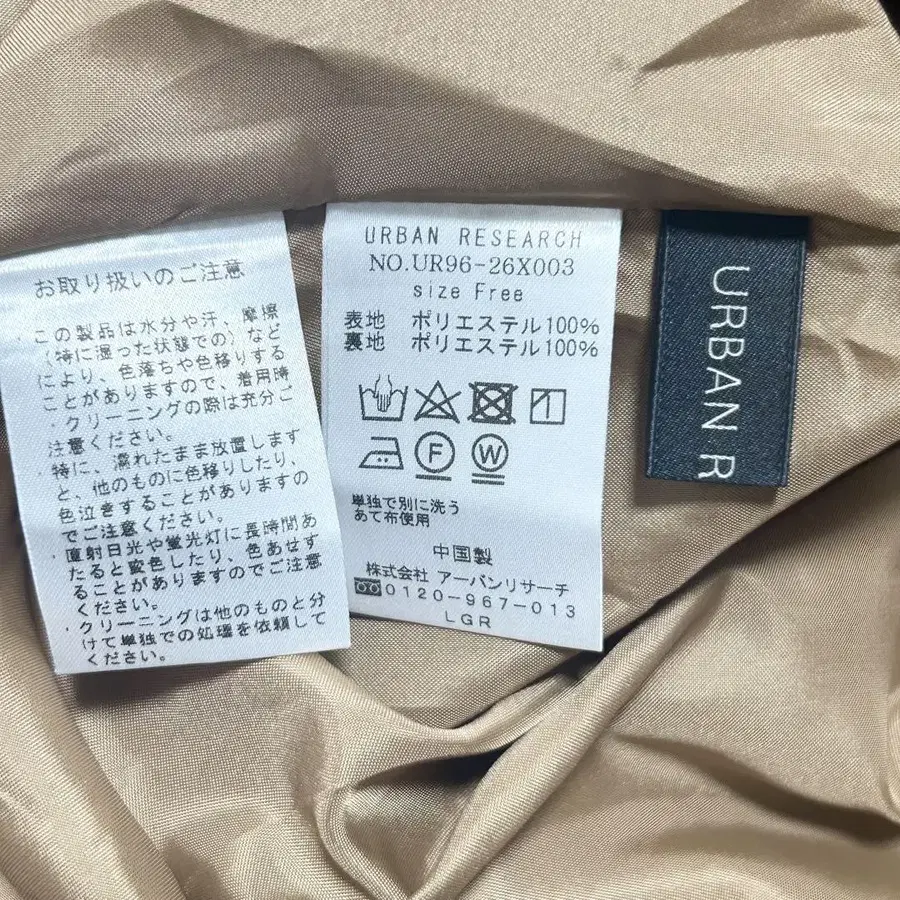 お取り扱いのご注意
・この製品は水分や汗、摩擦
(特に湿った状態での)など
により、色落ちや色移りする
ことがありますので、着用時
・クリーニングの際は充分ご
注意ください。
特に、濡れたまま放置します
と、他のものに色移りしたり、
色泣きすることがありますの
でご注意ください。
・直射日光や蛍光灯に長時間あ
たると変色したり、色あせす
ることがありますのでご注意
ください。
・クリーニングは他のものと分
けて単独での処理を依頼して
ください。
URBAN RESEARCH
NO.UR96-26X003
size Free
表地 ポリエステル100%
裏地 ポリエステル100%
F W
単独で別に洗う
あて布使用
中国製
株式会社 アーバンリサーチ
0120-967-013
LGR
URBAN R